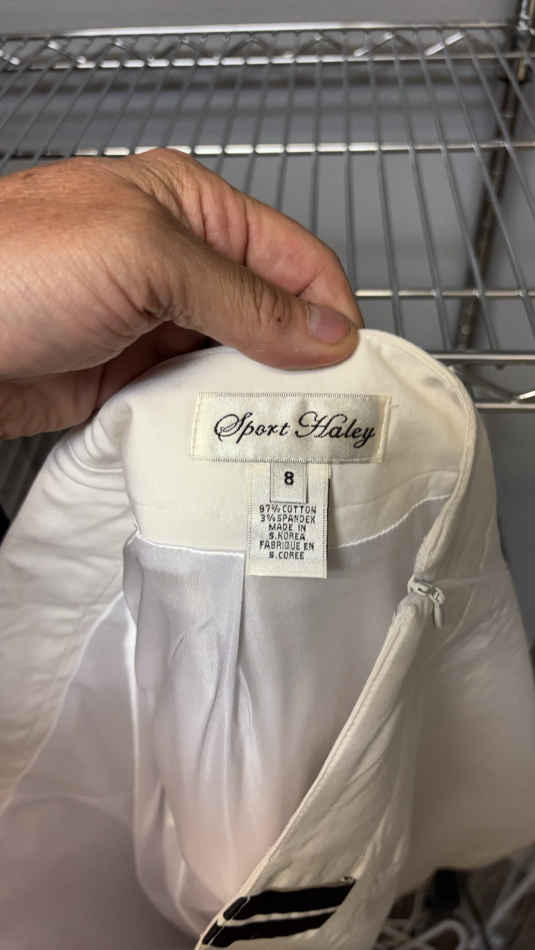 Sport Haley
8
97% COTTON
3% SPANDEX
MADE IN
S.KOREA
FABRIQUE EN
S.COREE